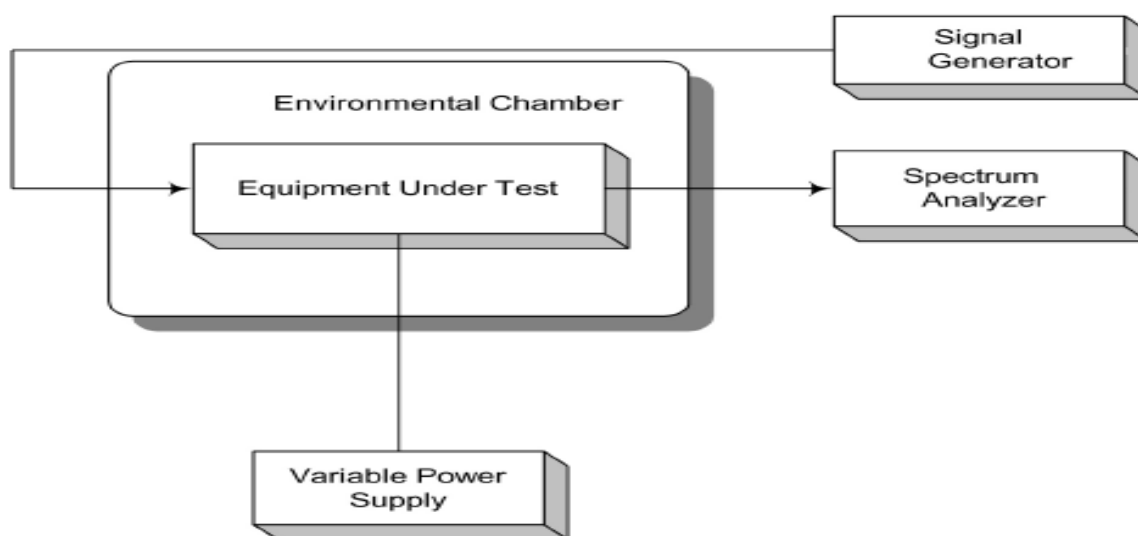 Signal
Generator
Environmental Chamber
Equipment Under Test
Spectrum
Analyzer
Variable Power
Supply